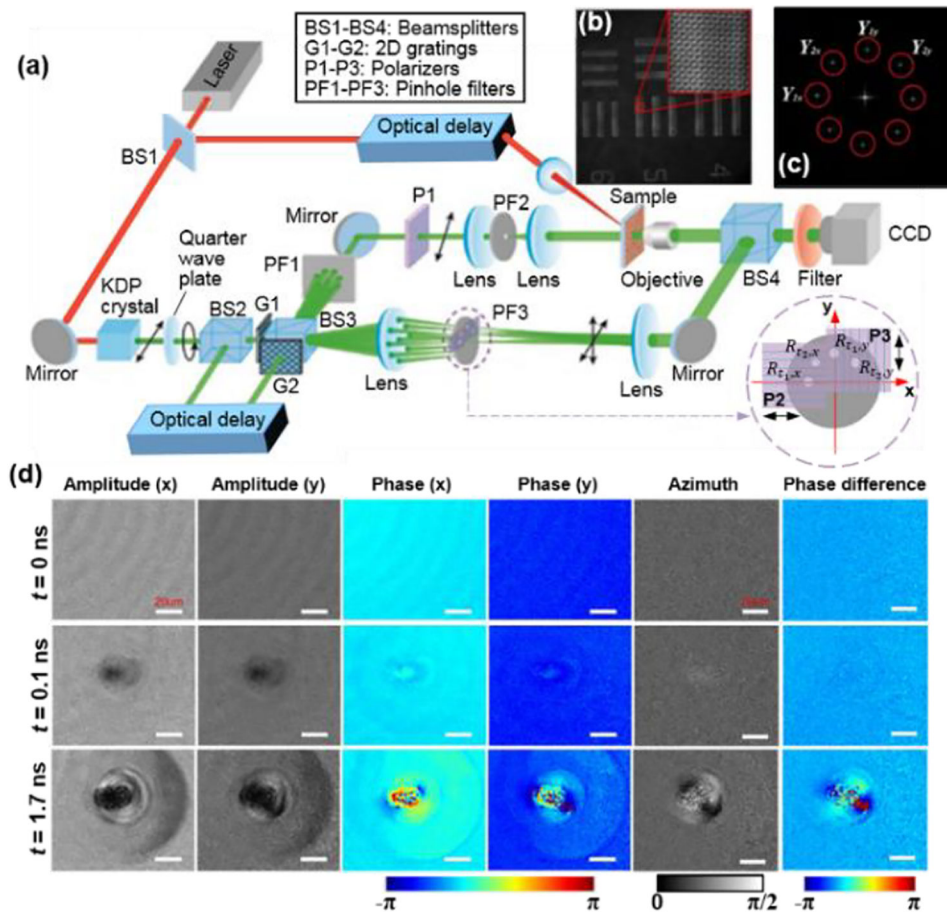 (a)
Laser
BS1-BS4: Beamsplitters
G1-G2: 2D gratings
P1-P3: Polarizers
PF1-PF3: Pinhole filters
(b)
6 5 4
(c)
BS1
Optical delay
Mirror
P1
PF2
Sample
CCD
Quarter
wave
plate
PF1
Lens
Lens
Objective
BS4
Filter
KDP
crystal
BS2
G1
BS3
PF3
Mirror
G2
Lens
Lens
Mirror
Optical delay
y
P3
x
P2
(d)
Amplitude (x) Amplitude (y) Phase (x) Phase (y) Azimuth Phase difference
t = 0 ns
20um
t = 0.1 ns
t = 1.7 ns
-π π 0 π/2 -π π